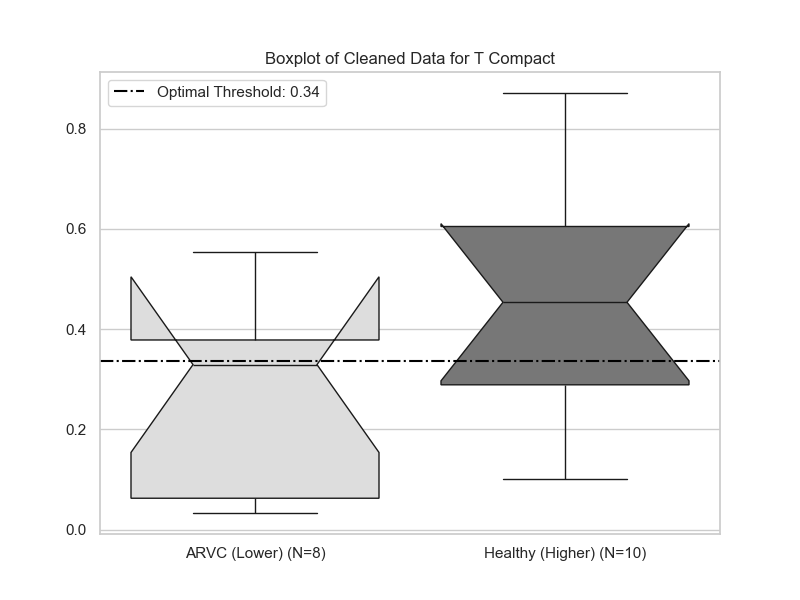 Boxplot of Cleaned Data for T Compact
Optimal Threshold: 0.34
0.8
0.6
0.4
0.2
0.0
ARVC (Lower) (N=8)
Healthy (Higher) (N=10)